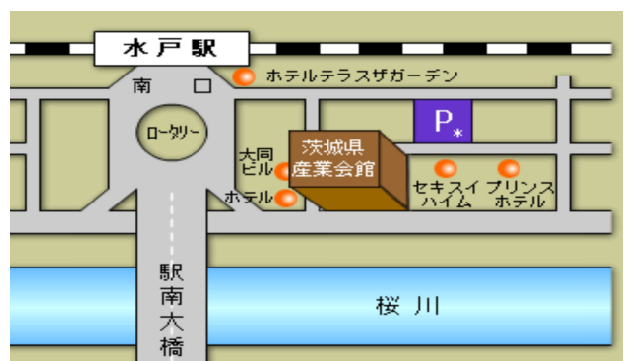 水戸駅
南　口
ホテルテラスザガーデン
ロータリー
P*
茨城県
産業会館
大同
ビル
ホテル
セキスイ
ハイム
プリンス
ホテル
駅南大橋
桜川